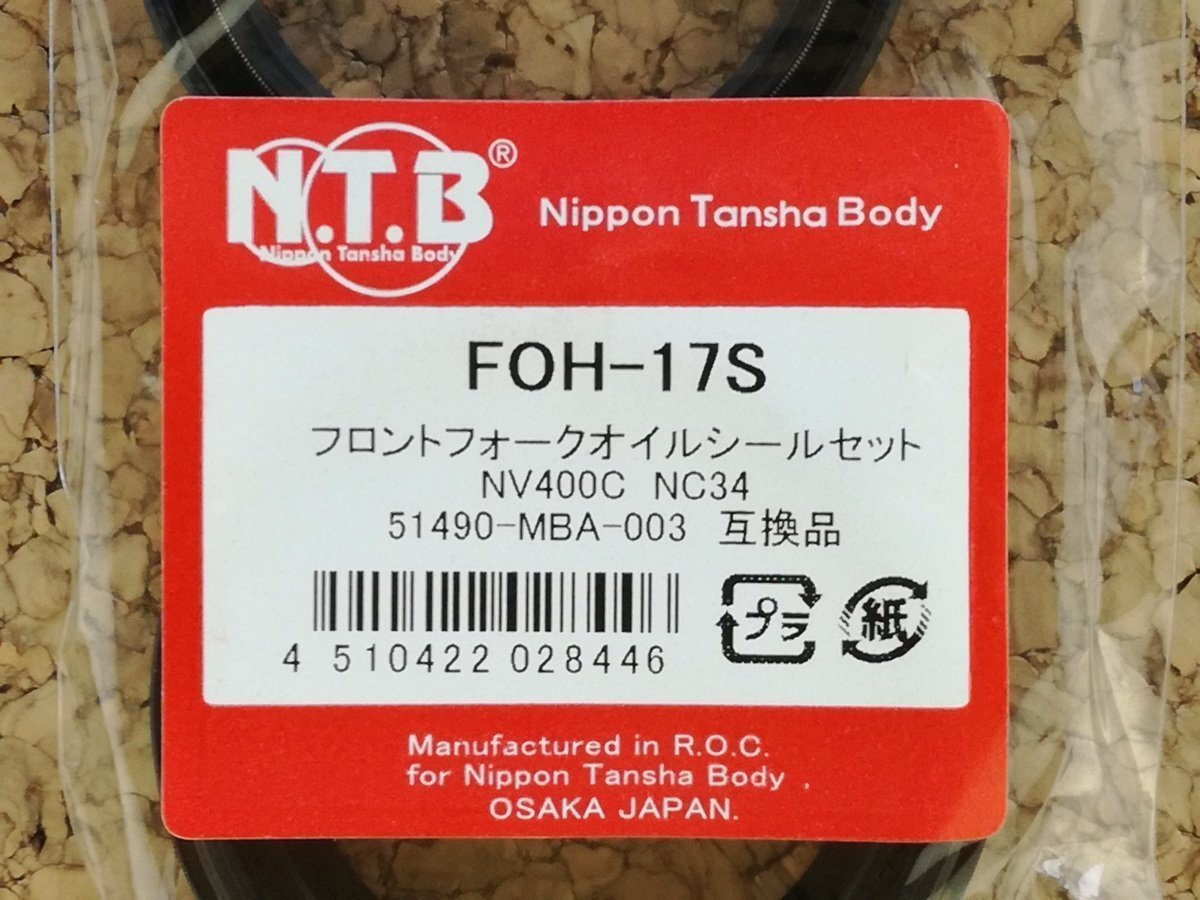 N.T.B®
Nippon Tansha Body
Nippon Tansha Body
FOH-17S
フロントフォークオイルシールセット
NV400C NC34
51490-MBA-003 互換品
4 510422 028446
プラ
紙
Manufactured in R.O.C.
for Nippon Tansha Body ,
OSAKA JAPAN.